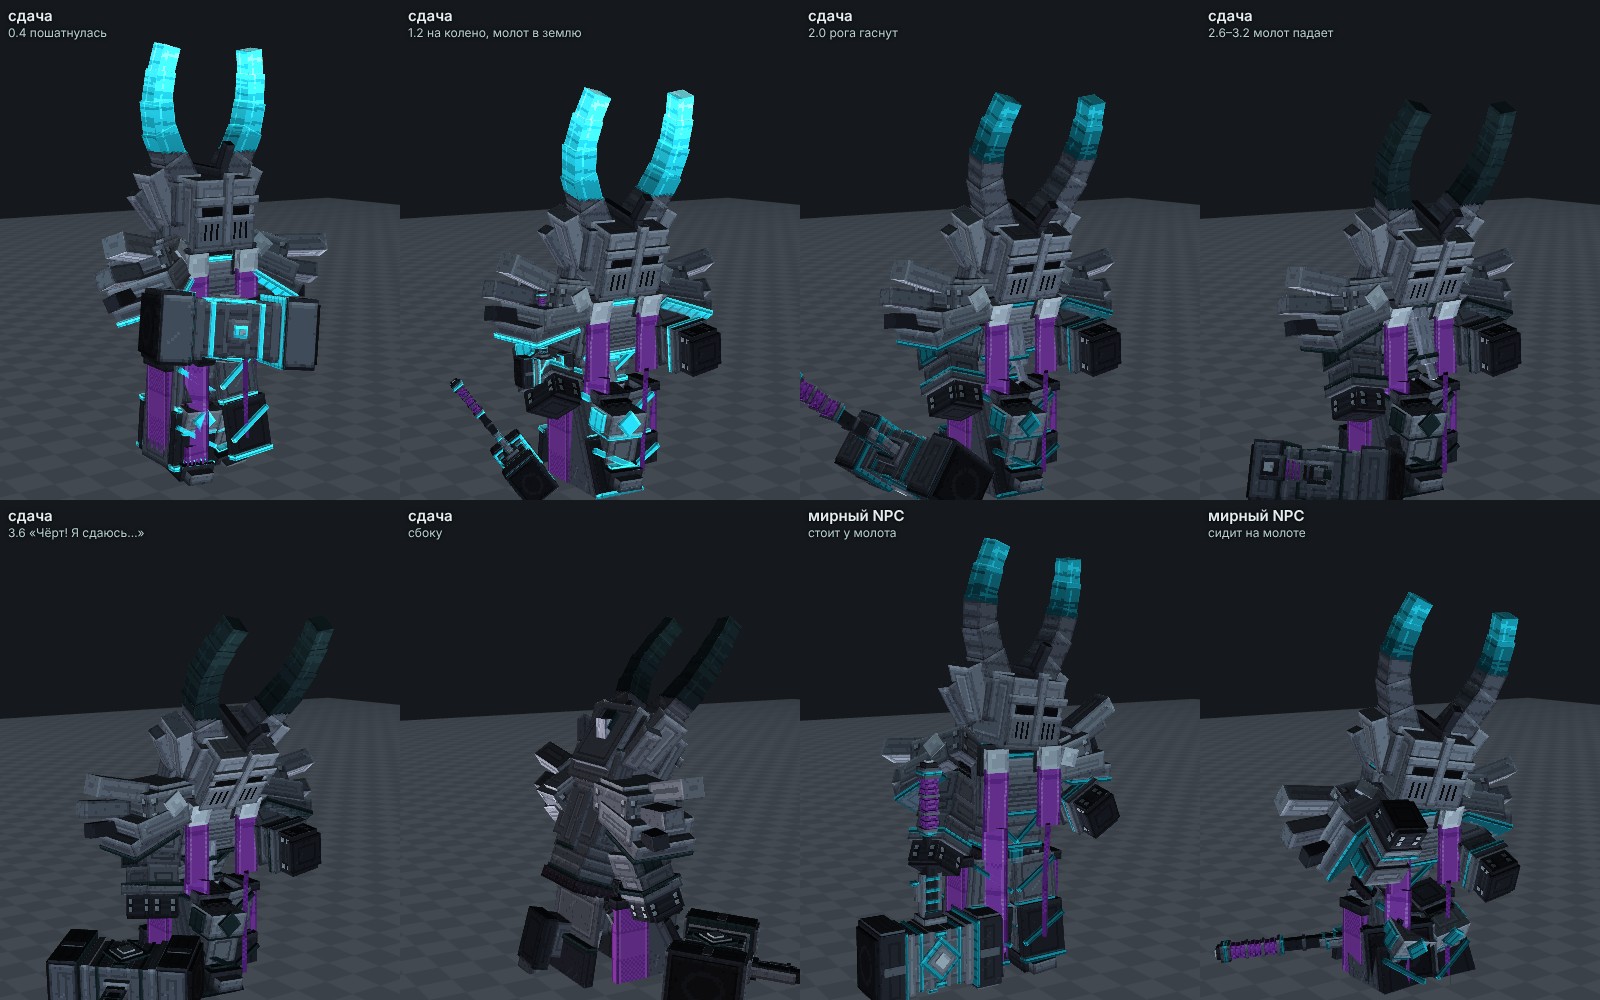 сдача
0.4 пошатнулась
сдача
1.2 на колено, молот в землю
сдача
2.0 рога гаснут
сдача
2.6–3.2 молот падает
сдача
3.6 «Чёрт! Я сдаюсь...»
сдача
сбоку
мирный NPC
стоит у молота
мирный NPC
сидит на молоте